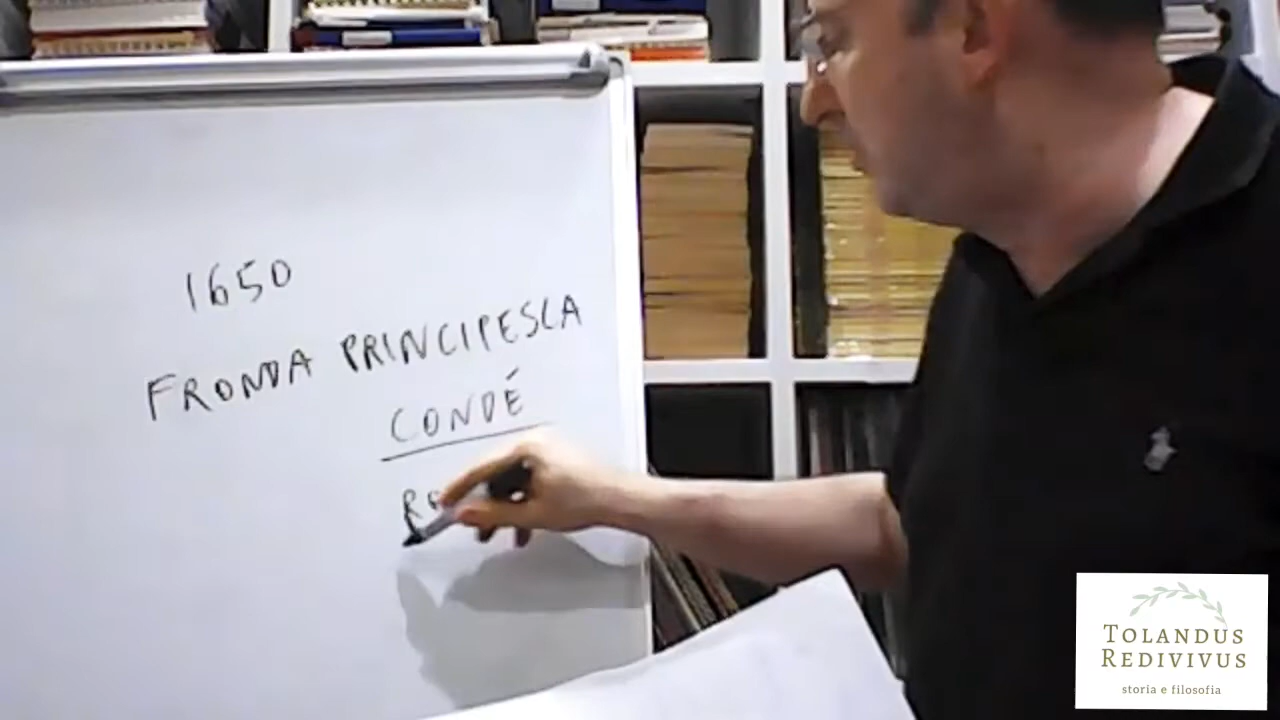 1650
FRONDA PRINCIPESCA
CONDÉ
TOLANDUS
REDIVIVUS
storia e filosofia